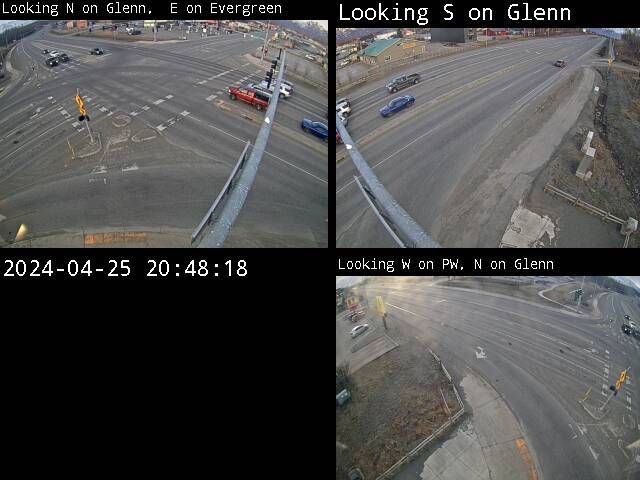 Looking N on Glenn,  E on Evergreen
Looking S on Glenn
2024-04-25 20:48:18
Looking W on PW, N on Glenn